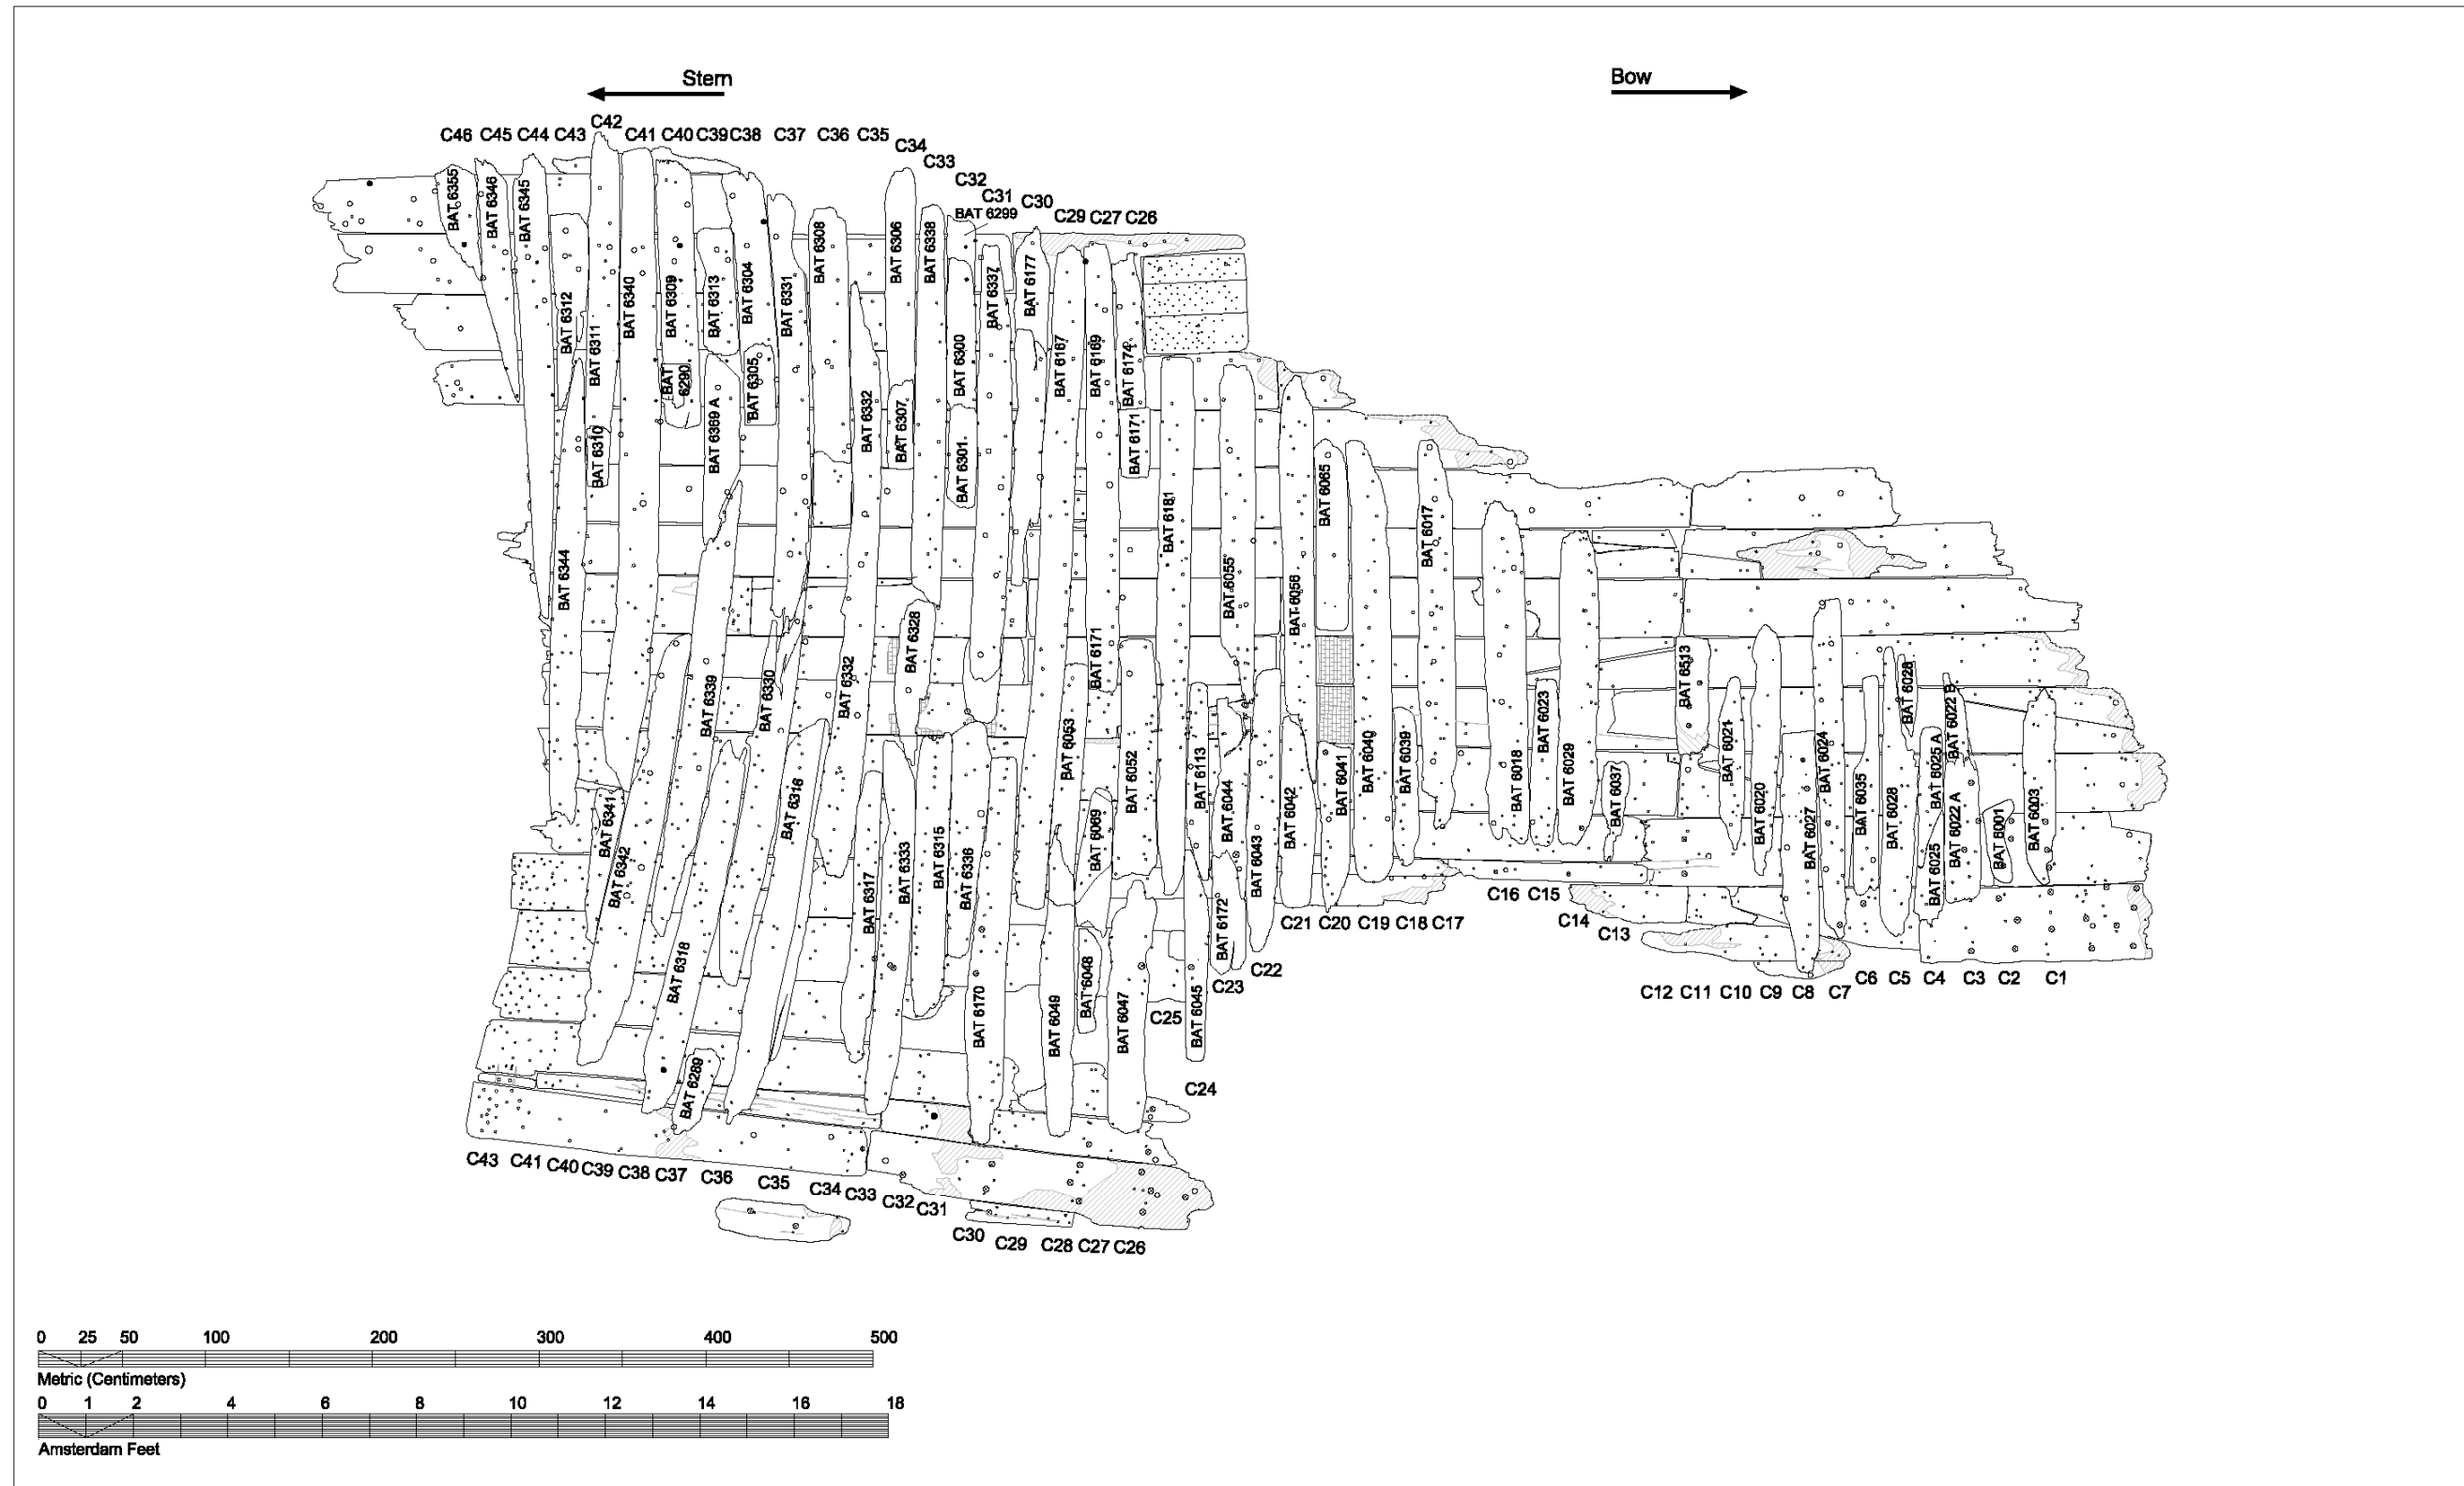 Stern
Bow
C42
C46 C45 C44 C43 C41 C40 C39 C38 C37 C36 C35
C34
C33
C32
C31
C30
BAT 6299
C29 C27 C26
BAT 6355
BAT 6346
BAT 6345
BAT 6312
BAT 6311
BAT 6340
BAT 6309
BAT 6313
BAT 6304
BAT 6331
BAT 6308
BAT 6306
BAT 6338
BAT 6337
BAT 6177
BAT 6290
BAT 6305
BAT 6300
BAT 6167
BAT 6169
BAT 6174
BAT 6310
BAT 6369 A
BAT 6332
BAT 6307
BAT 6301
BAT 6171
BAT 6181
BAT 6065
BAT 6017
BAT 6344
BAT 6055
BAT 6056
BAT 6328
BAT 6171
BAT 6339
BAT 6330
BAT 6332
BAT 6053
BAT 6052
BAT 6113
BAT 6044
BAT 6042
BAT 6041
BAT 6040
BAT 6039
BAT 6018
BAT 6023
BAT 6029
BAT 6037
BAT 6513
BAT 6021
BAT 6020
BAT 6027
BAT 6024
BAT 6035
BAT 6028
BAT 6028
BAT 6025 A
BAT 6025
BAT 6022 B
BAT 6022 A
BAT 6001
BAT 6003
BAT 6341
BAT 6342
BAT 6316
BAT 6317
BAT 6333
BAT 6315
BAT 6336
BAT 6069
BAT 6043
BAT 6172
BAT 6318
BAT 6170
BAT 6049
BAT 6048
BAT 6047
BAT 6045
BAT 6289
C16 C15
C14
C13
C21 C20 C19 C18 C17
C22
C23
C25
C24
C12 C11 C10 C9 C8 C7
C6 C5 C4 C3 C2 C1
C43 C41 C40 C39 C38 C37 C36 C35 C34 C33 C32 C31
C30 C29 C28 C27 C26
0 25 50 100 200 300 400 500
Metric (Centimeters)
0 1 2 4 6 8 10 12 14 16 18
Amsterdam Feet